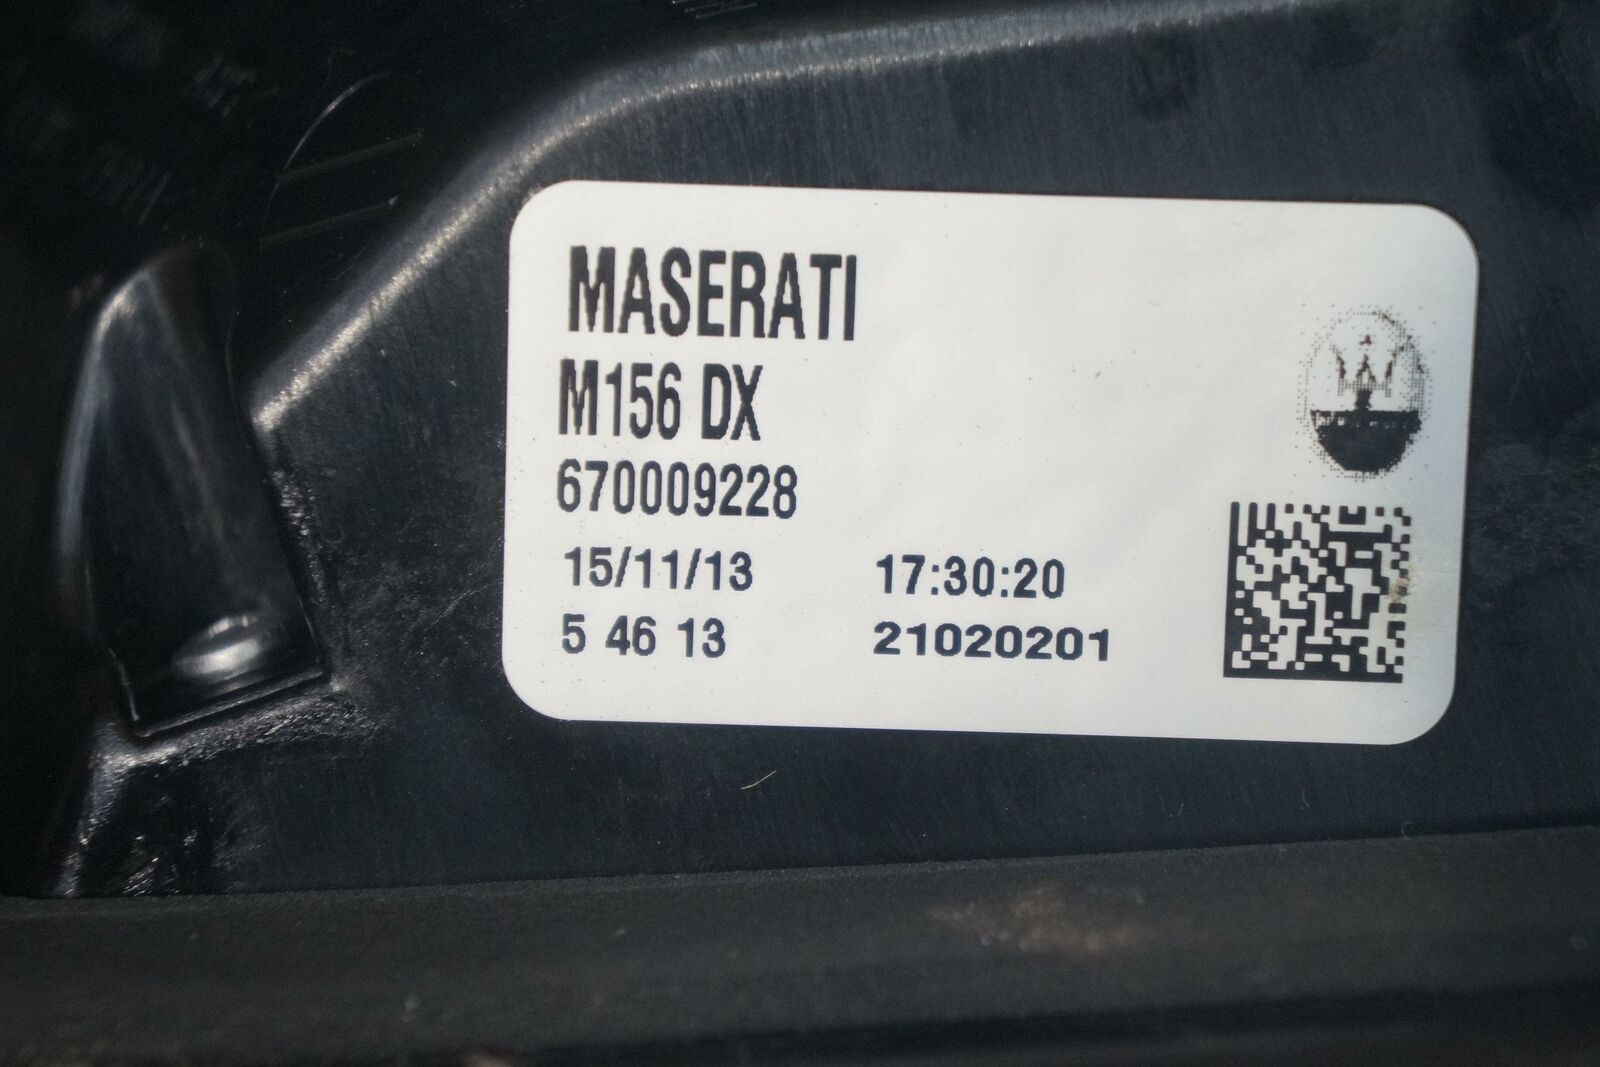 MASERATI
M156 DX
670009228
15/11/13 17:30:20
5 46 13 21020201